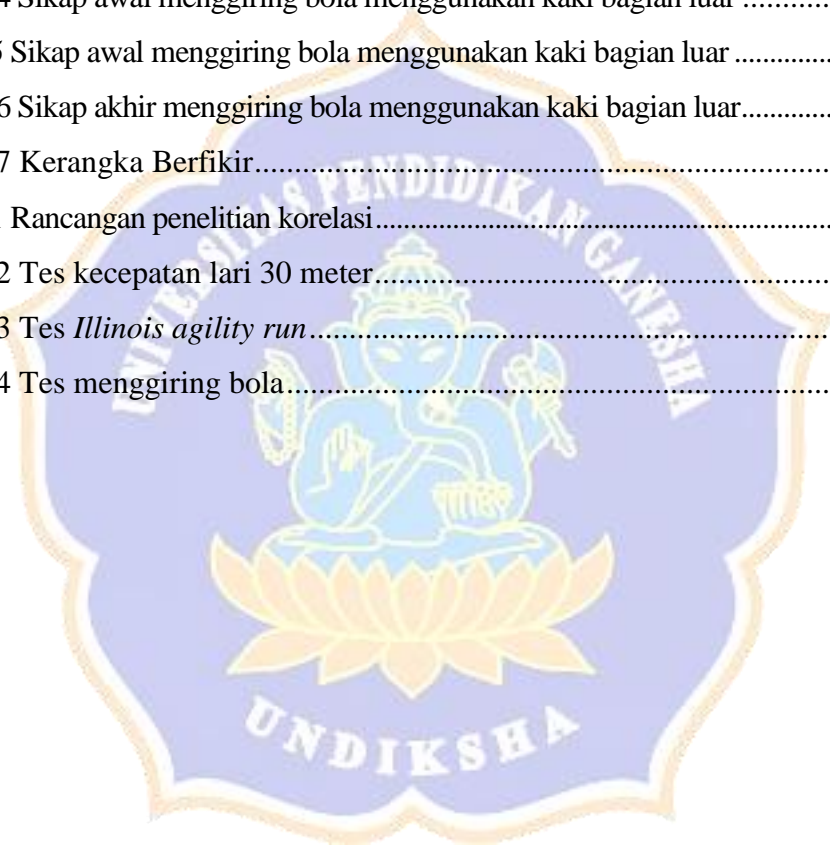 4 Sikap awal menggiring bola menggunakan kaki bagian luar ............
5 Sikap awal menggiring bola menggunakan kaki bagian luar ..............
6 Sikap akhir menggiring bola menggunakan kaki bagian luar.............
7 Kerangka Berfikir..........................................................................
Rancangan penelitian korelasi..............................................................
2 Tes kecepatan lari 30 meter.........................................................
3 Tes Illinois agility run..................................................................
4 Tes menggiring bola.....................................................................
UNIVERSITAS PENDIDIKAN GANESHA
UNDIKSHA